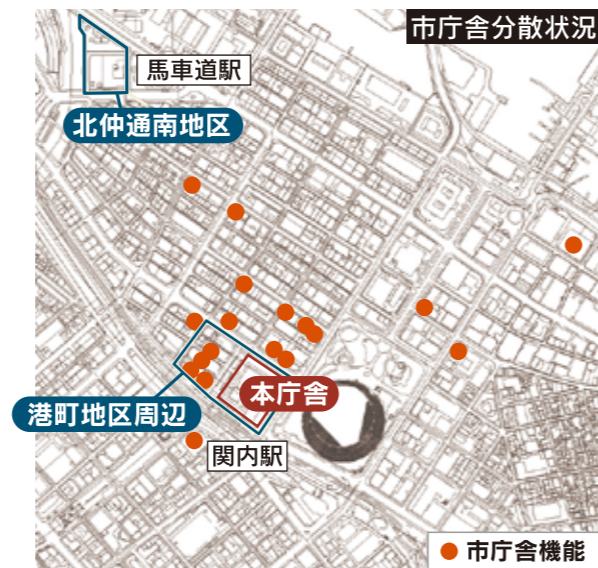 市庁舎分散状況
馬車道駅
北仲通南地区
本庁舎
港町地区周辺
関内駅
市庁舎機能